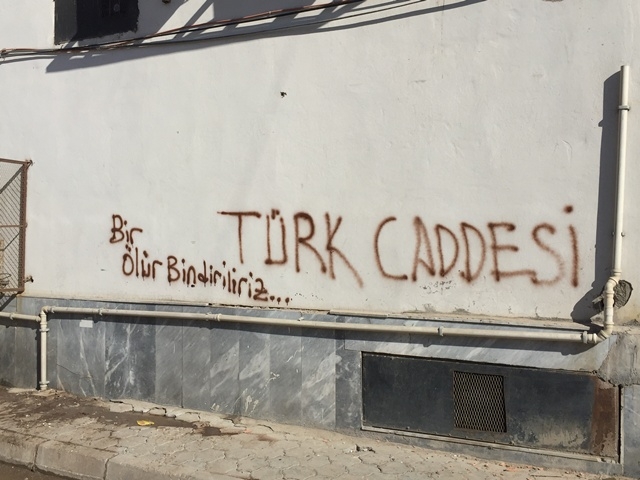 Bir
ölür Bindiriliriz...
TÜRK CADDESİ